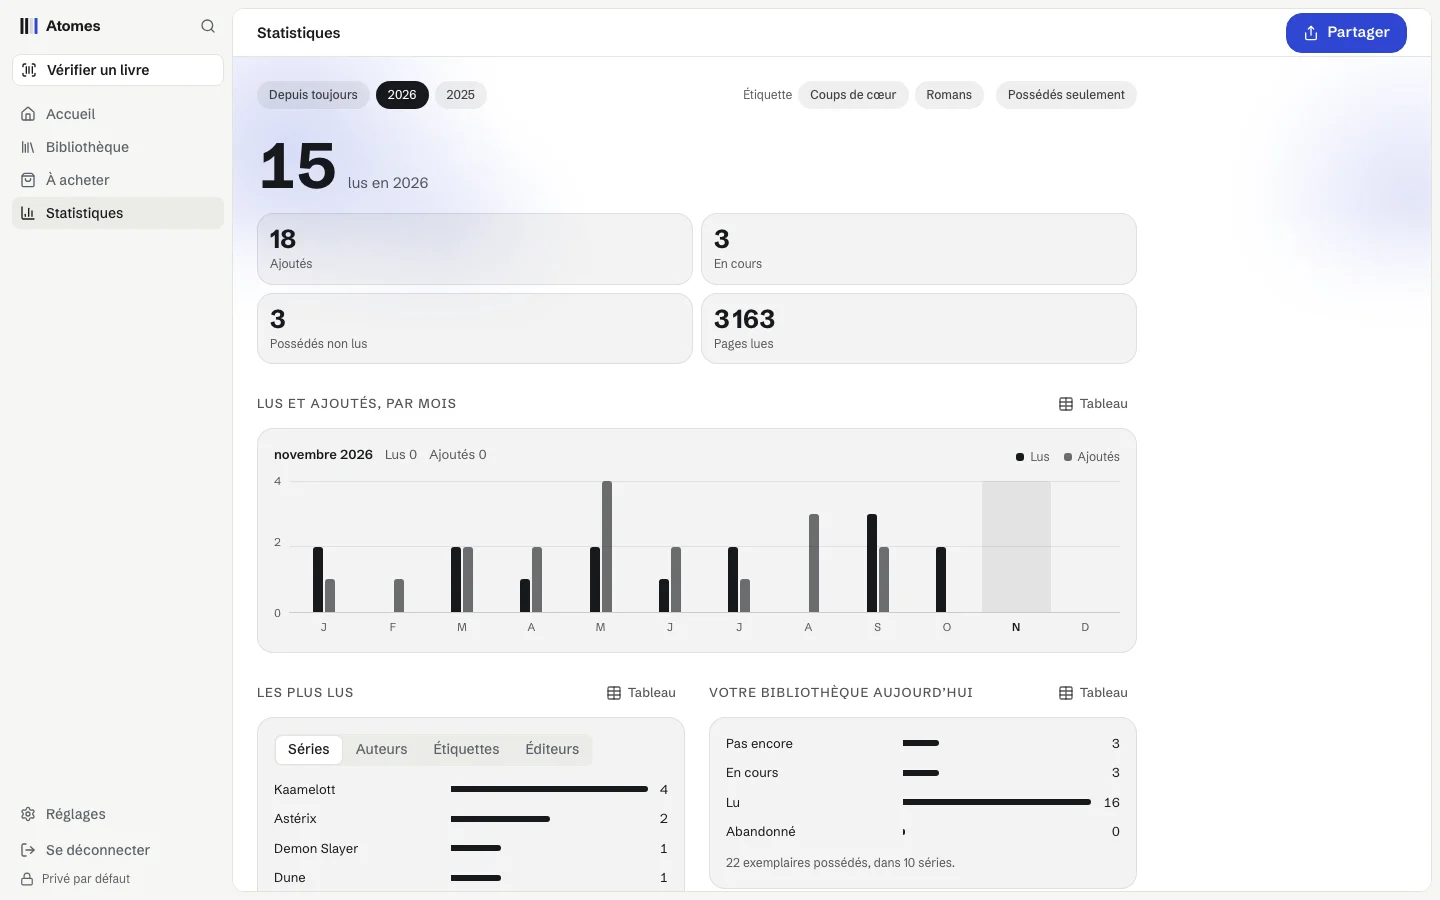 Atomes
Vérifier un livre
Accueil
Bibliothèque
À acheter
Statistiques
Réglages
Se déconnecter
Privé par défaut
Statistiques
Partager
Depuis toujours 2026 2025
Étiquette Coups de cœur Romans Possédés seulement
15 lus en 2026
18
Ajoutés
3
En cours
3
Possédés non lus
3 163
Pages lues
LUS ET AJOUTÉS, PAR MOIS
Tableau
novembre 2026 Lus 0 Ajoutés 0
Lus Ajoutés
4
2
0
J F M A M J J A S O N D
LES PLUS LUS
Tableau
Séries Auteurs Étiquettes Éditeurs
Kaamelott 4
Astérix 2
Demon Slayer 1
Dune 1
VOTRE BIBLIOTHÈQUE AUJOURD’HUI
Tableau
Pas encore 3
En cours 3
Lu 16
Abandonné 0
22 exemplaires possédés, dans 10 séries.